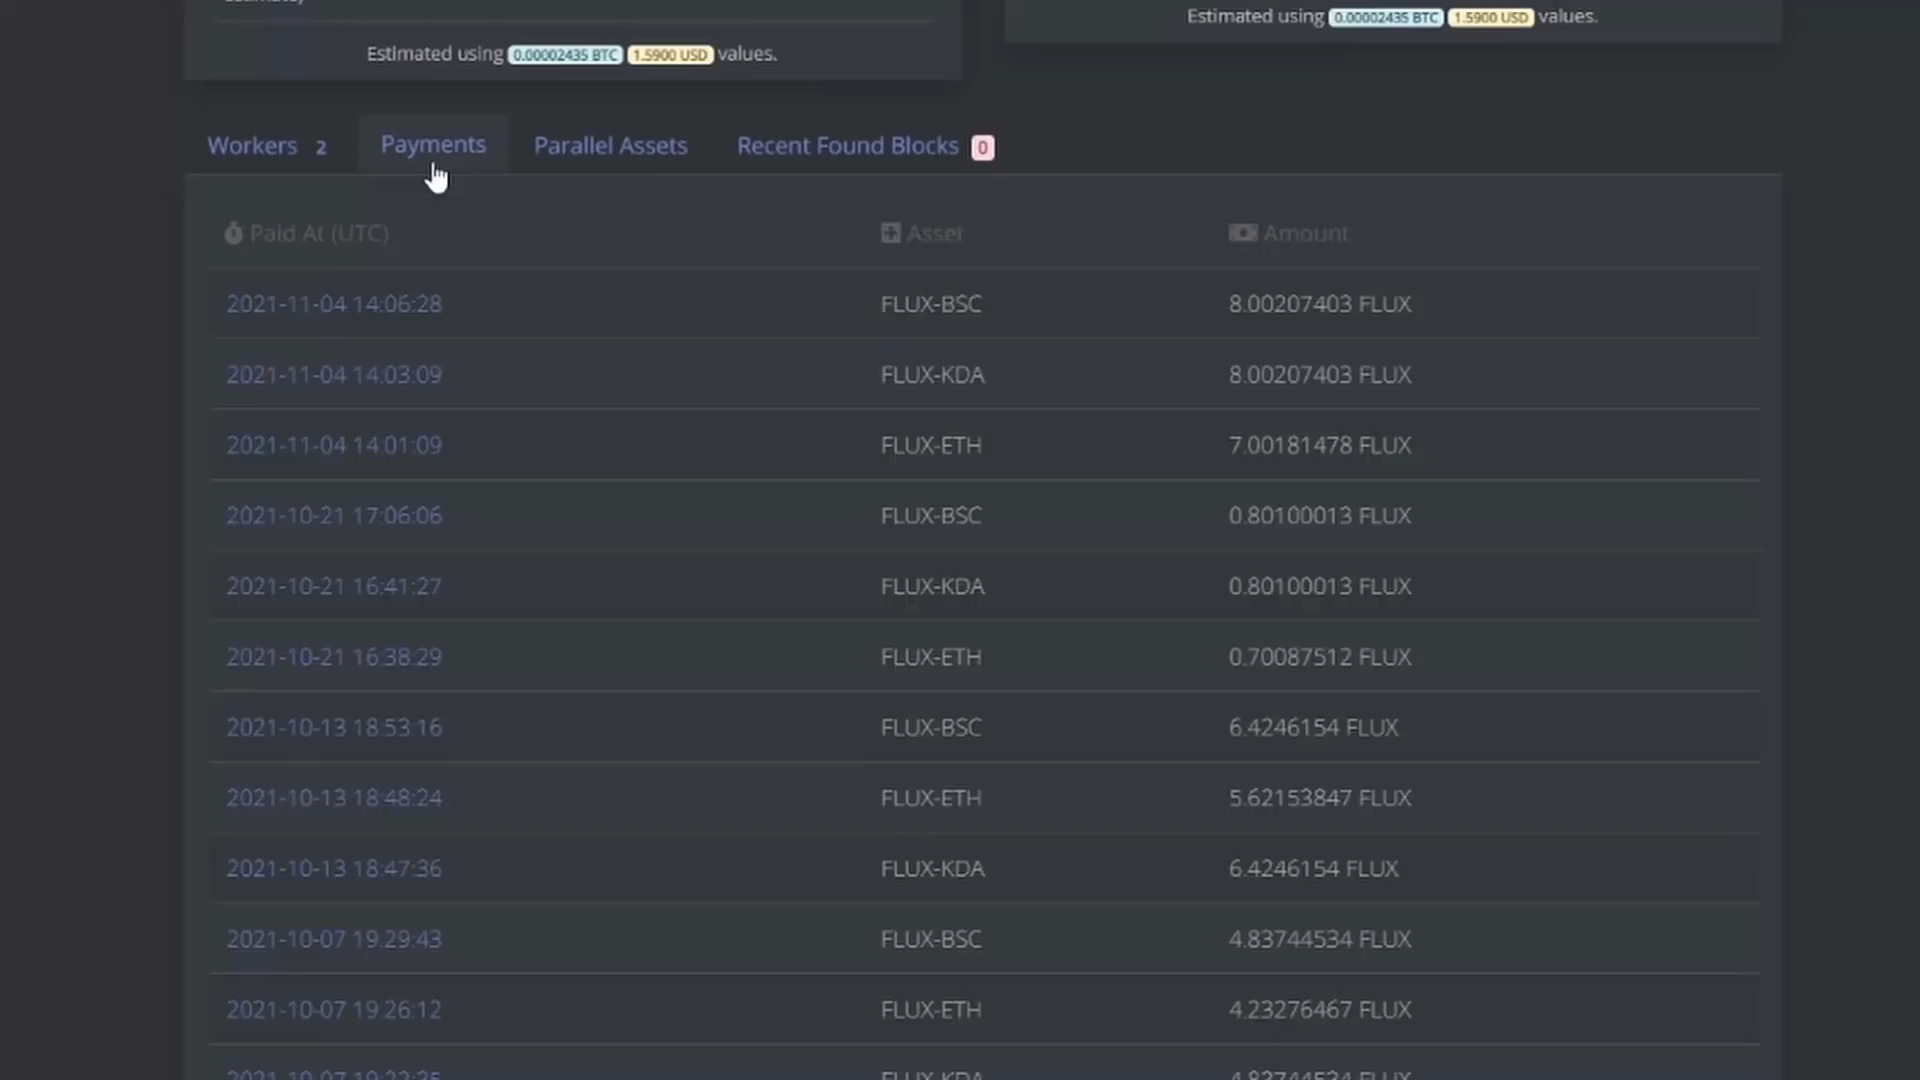 Estimated using 0.00002435 BTC 1.5900 USD values.
Estimated using 0.00002435 BTC 1.5900 USD values.
Workers 2 Payments Parallel Assets Recent Found Blocks 0
Paid At (UTC) Asset Amount
2021-11-04 14:06:28 FLUX-BSC 8.00207403 FLUX
2021-11-04 14:03:09 FLUX-KDA 8.00207403 FLUX
2021-11-04 14:01:09 FLUX-ETH 7.00181478 FLUX
2021-10-21 17:06:06 FLUX-BSC 0.80100013 FLUX
2021-10-21 16:41:27 FLUX-KDA 0.80100013 FLUX
2021-10-21 16:38:29 FLUX-ETH 0.70087512 FLUX
2021-10-13 18:53:16 FLUX-BSC 6.4246154 FLUX
2021-10-13 18:48:24 FLUX-ETH 5.62153847 FLUX
2021-10-13 18:47:36 FLUX-KDA 6.4246154 FLUX
2021-10-07 19:29:43 FLUX-BSC 4.83744534 FLUX
2021-10-07 19:26:12 FLUX-ETH 4.23276467 FLUX
2021-10-07 FLUX-KDA 4.83744534 FLUX